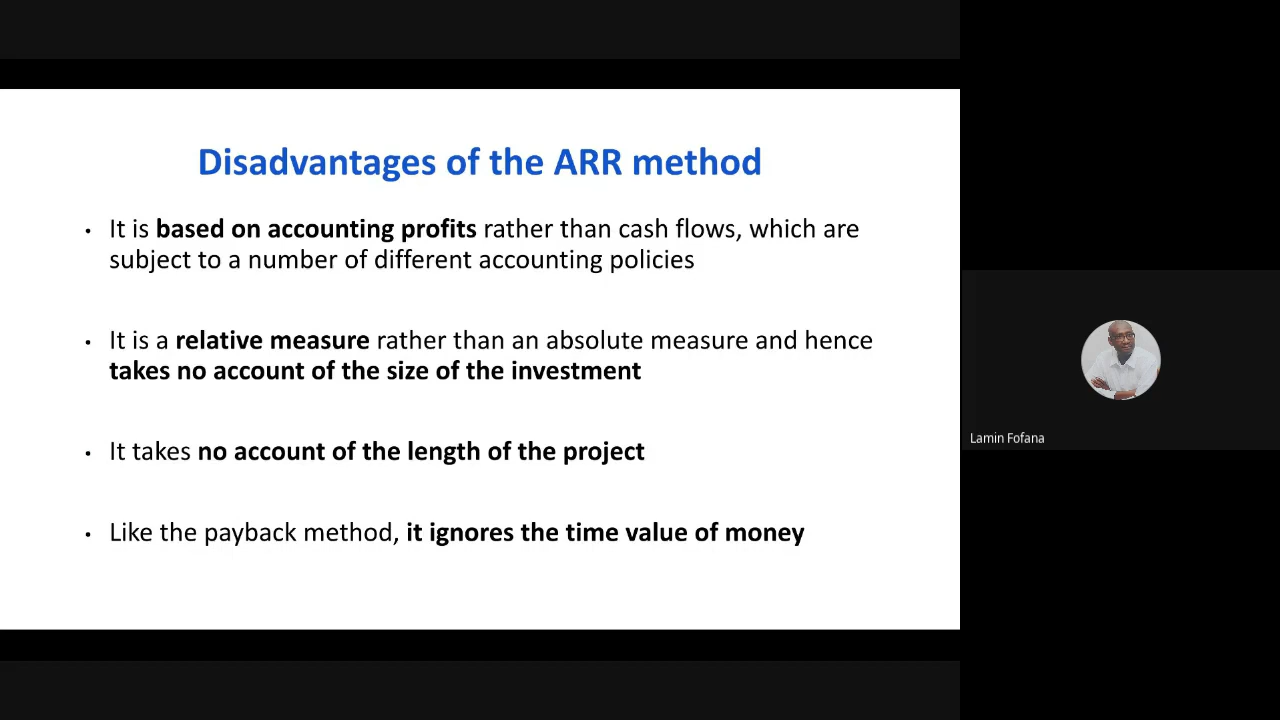 Disadvantages of the ARR method
• It is based on accounting profits rather than cash flows, which are
subject to a number of different accounting policies
• It is a relative measure rather than an absolute measure and hence
takes no account of the size of the investment
• It takes no account of the length of the project
• Like the payback method, it ignores the time value of money
Lamin Fofana